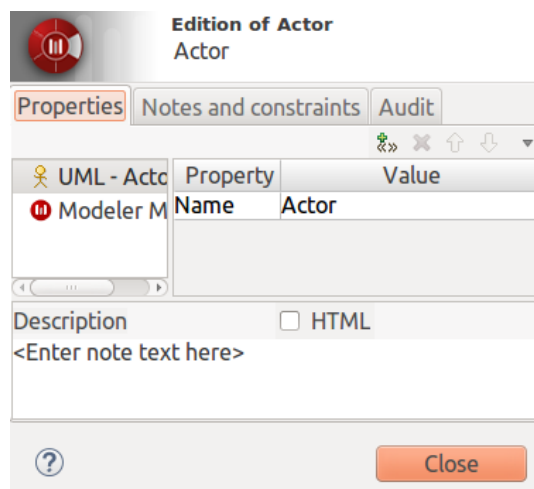 Edition of Actor
Actor
Properties Notes and constraints Audit
UML - Acto Property Value
Modeler M Name Actor
Description HTML
<Enter note text here>
? Close